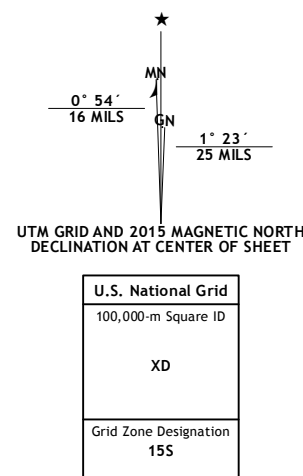 ★
MN
0° 54´
16 MILS
GN
1° 23´
25 MILS
UTM GRID AND 2015 MAGNETIC NORTH
DECLINATION AT CENTER OF SHEET
U.S. National Grid
100,000-m Square ID
XD
Grid Zone Designation
15S